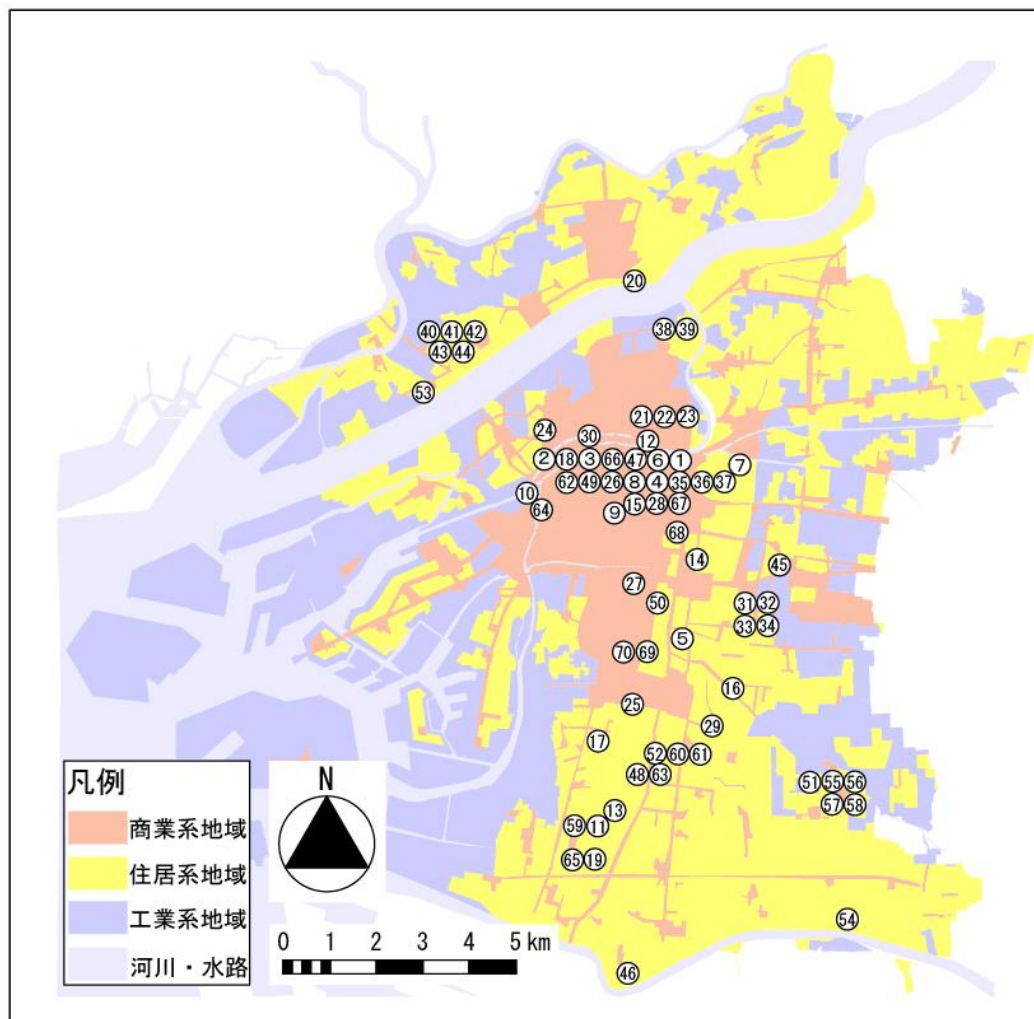 ⑳
㊵ ㊶ ㊷ ㊳ ㊴
㊸ ㊹
53
㉑ ㉒ ㉓
㉔ ㉚ ⑫
② ⑱ ③ 66 ㊼ ⑥ ① ⑦
62 ㊾ ㉖ ⑧ ④ ㉟ ㊱ ㊲
⑩
64 ⑨ ⑮ ㉘ 67
68
⑭ ㊺
㉗
㊿ ㉛ ㉜
㉝ ㉞
⑤
70 69
⑯
㉕
㉙
⑰
52 60 61
㊽ 63
51 55 56
57 58
⑬
59 ⑪
65 ⑲
54
㊻
凡例
商業系地域
住居系地域
工業系地域
河川・水路
N
0 1 2 3 4 5 km